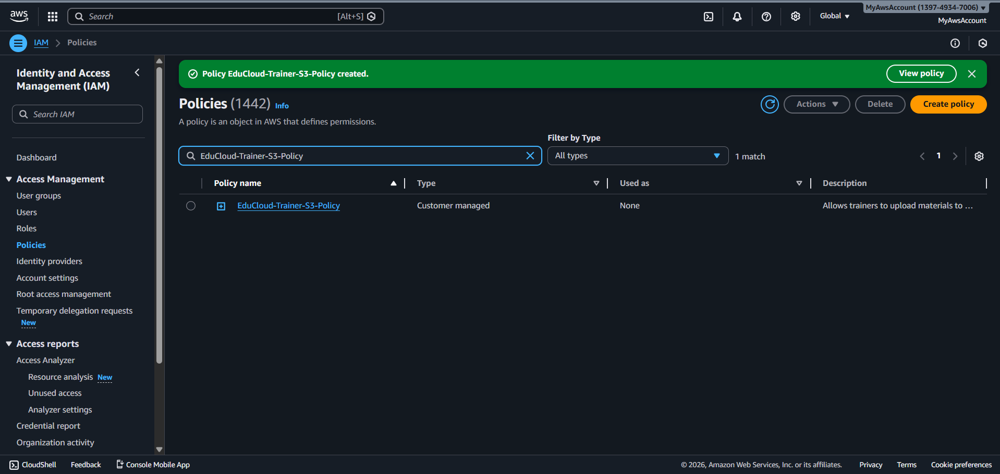 aws
Search [Alt+S]
Global
MyAwsAccount (1397-4934-7006)
MyAwsAccount
IAM
Policies
Identity and Access
Management (IAM)
Search IAM
Dashboard
Access Management
User groups
Users
Roles
Policies
Identity providers
Account settings
Root access management
Temporary delegation requests
New
Access reports
Access Analyzer
Resource analysis New
Unused access
Analyzer settings
Credential report
Organization activity
Policy EduCloud-Trainer-S3-Policy created.
View policy
Policies (1442) Info
Actions
Delete
Create policy
A policy is an object in AWS that defines permissions.
Filter by Type
EduCloud-Trainer-S3-Policy
All types
1 match
1
Policy name Type Used as Description
EduCloud-Trainer-S3-Policy Customer managed None Allows trainers to upload materials to ...
CloudShell Feedback Console Mobile App
© 2026, Amazon Web Services, Inc. or its affiliates. Privacy Terms Cookie preferences